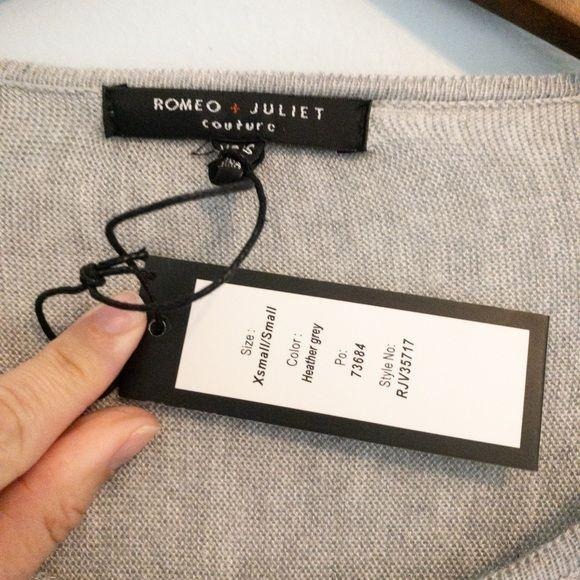 ROMEO + JULIET
couture
Size:
Xsmall/Small
Color:
Heather grey
Po:
73684
Style No:
RJV35717